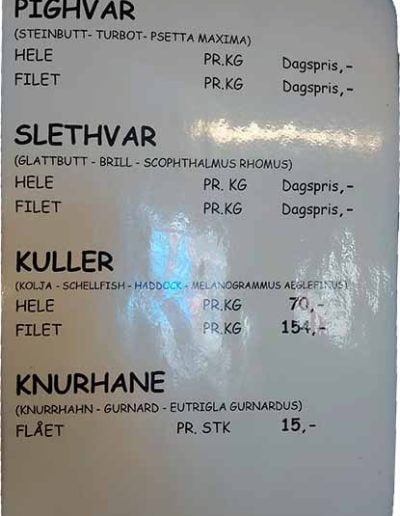 PIGHVAR
(STEINBUTT- TURBOT- PSETTA MAXIMA)
HELE PR.KG Dagspris,-
FILET PR.KG Dagspris,-
SLETHVAR
(GLATTBUTT - BRILL - SCOPHTHALMUS RHOMUS)
HELE PR. KG Dagspris,-
FILET PR.KG Dagspris,-
KULLER
(KOLJA - SCHELLFISH - HADDOCK - MELANOGRAMMUS AEGLEFINUS)
HELE PR.KG 70,-
FILET PR.KG 154,-
KNURHANE
(KNURRHAHN - GURNARD - EUTRIGLA GURNARDUS)
FLÅET PR. STK 15,-